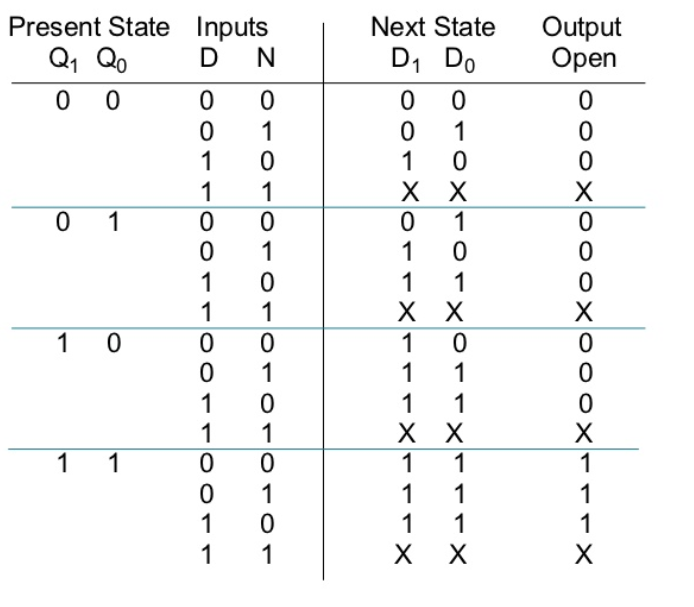 Present State Inputs Next State Output
Q₁ Q₀ D N D₁ D₀ Open
0 0 0 0 0 0 0
0 1 0 1 0
1 0 1 0 0
1 1 X X X
0 1 0 0 0 1 0
0 1 1 0 0
1 0 1 1 0
1 1 X X X
1 0 0 0 1 0 0
0 1 1 1 0
1 0 1 1 0
1 1 X X X
1 1 0 0 1 1 1
0 1 1 1 1
1 0 1 1 1
1 1 X X X